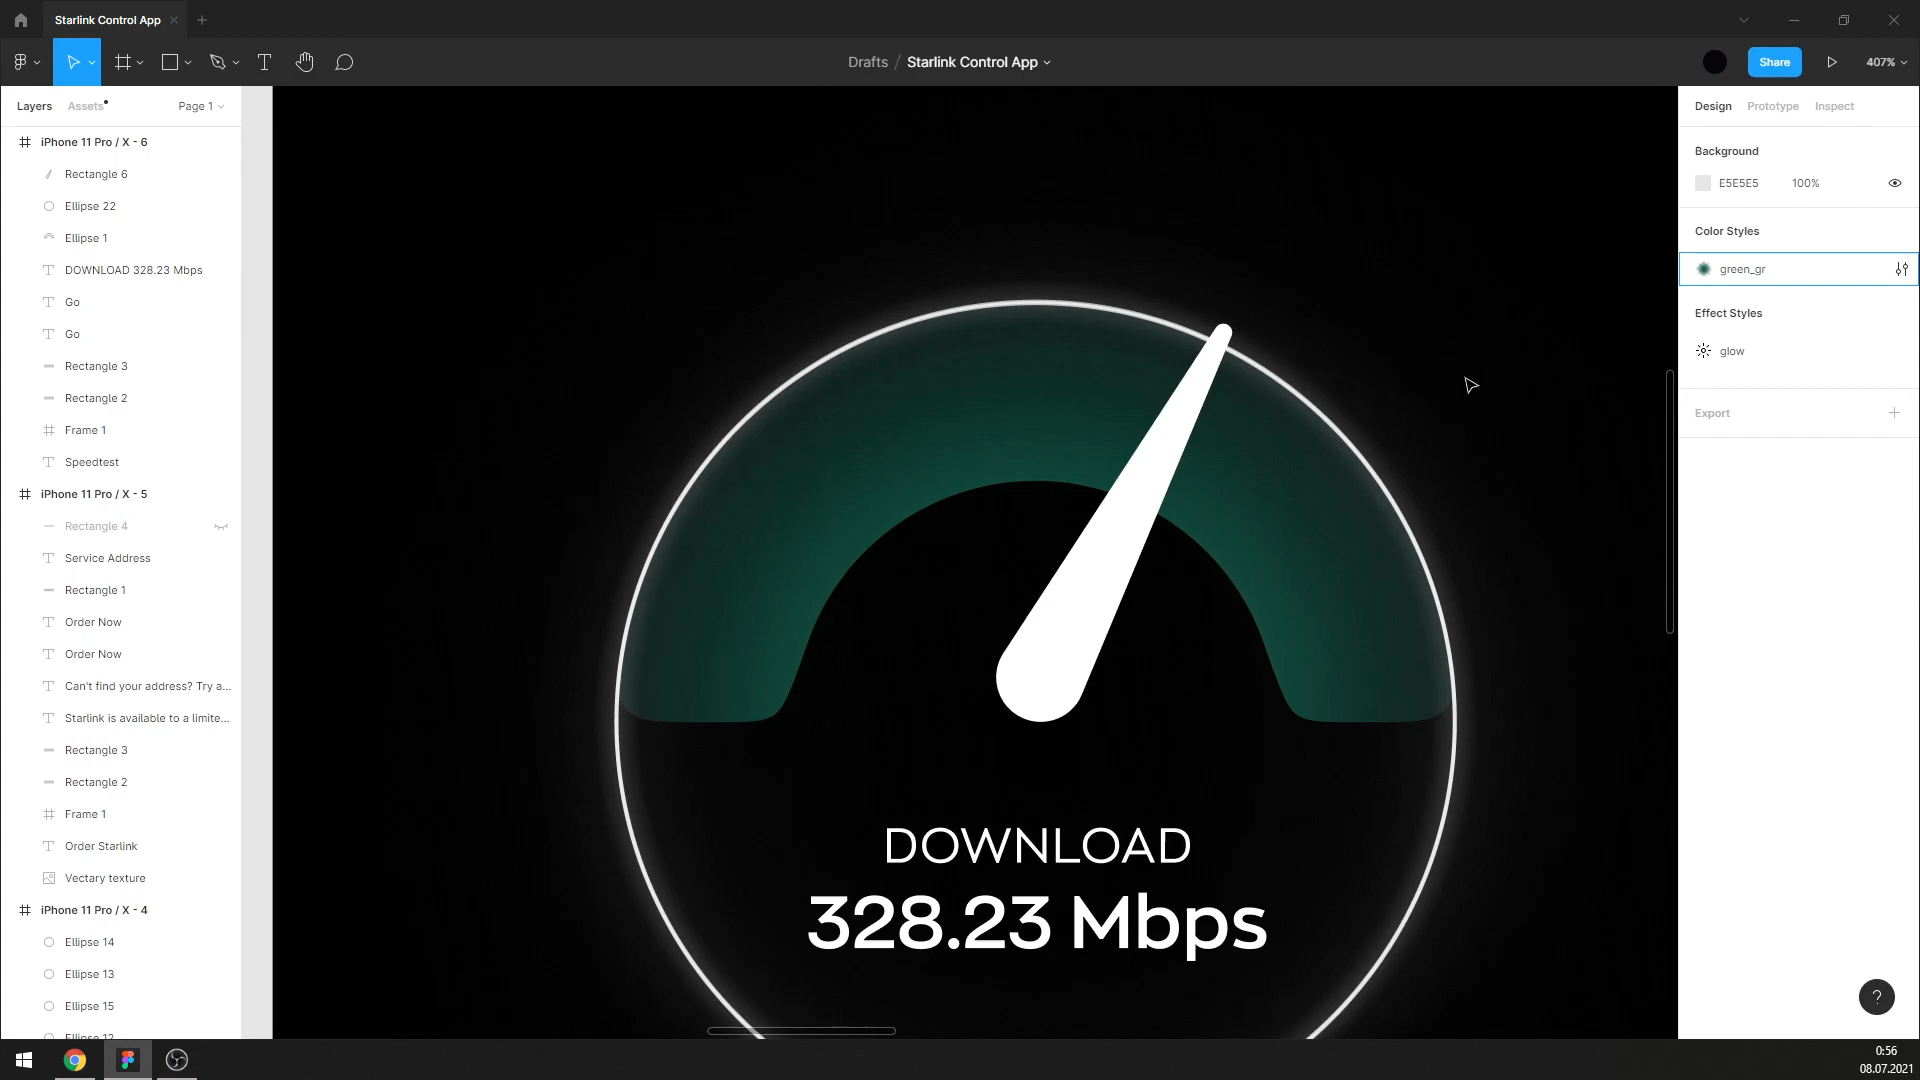 Starlink Control App
Drafts / Starlink Control App
Share
407%
Layers
Assets
Page 1
iPhone 11 Pro / X - 6
Rectangle 6
Ellipse 22
Ellipse 1
DOWNLOAD 328.23 Mbps
Go
Go
Rectangle 3
Rectangle 2
Frame 1
Speedtest
iPhone 11 Pro / X - 5
Rectangle 4
Service Address
Rectangle 1
Order Now
Order Now
Can't find your address? Try a...
Starlink is available to a limite...
Rectangle 3
Rectangle 2
Frame 1
Order Starlink
Vectary texture
iPhone 11 Pro / X - 4
Ellipse 14
Ellipse 13
Ellipse 15
Ellipse 12
DOWNLOAD
328.23 Mbps
Design
Prototype
Inspect
Background
E5E5E5
100%
Color Styles
green_gr
Effect Styles
glow
Export
?
0:56
08.07.2021